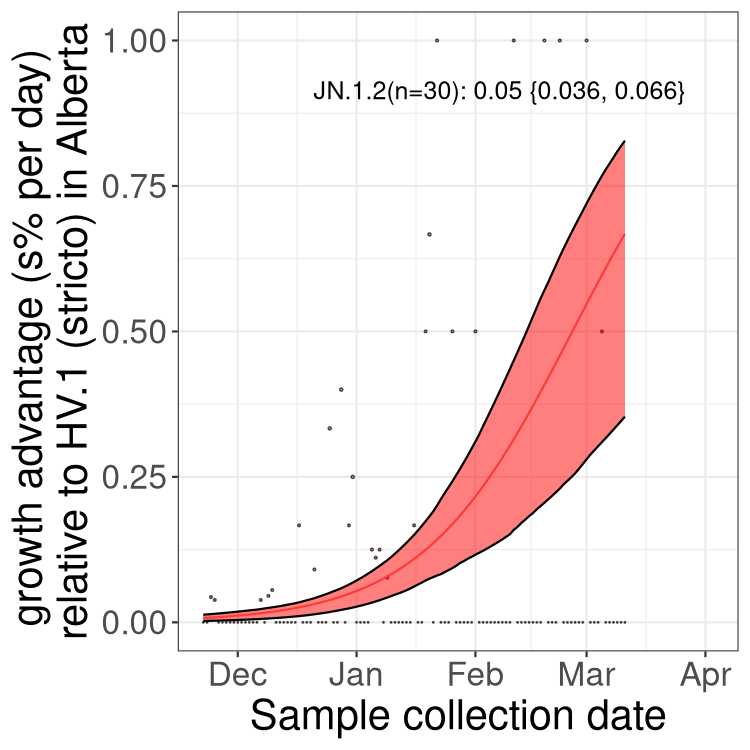 growth advantage (s% per day)
relative to HV.1 (stricto) in Alberta
1.00
0.75
0.50
0.25
0.00
JN.1.2(n=30): 0.05 {0.036, 0.066}
Dec Jan Feb Mar Apr
Sample collection date